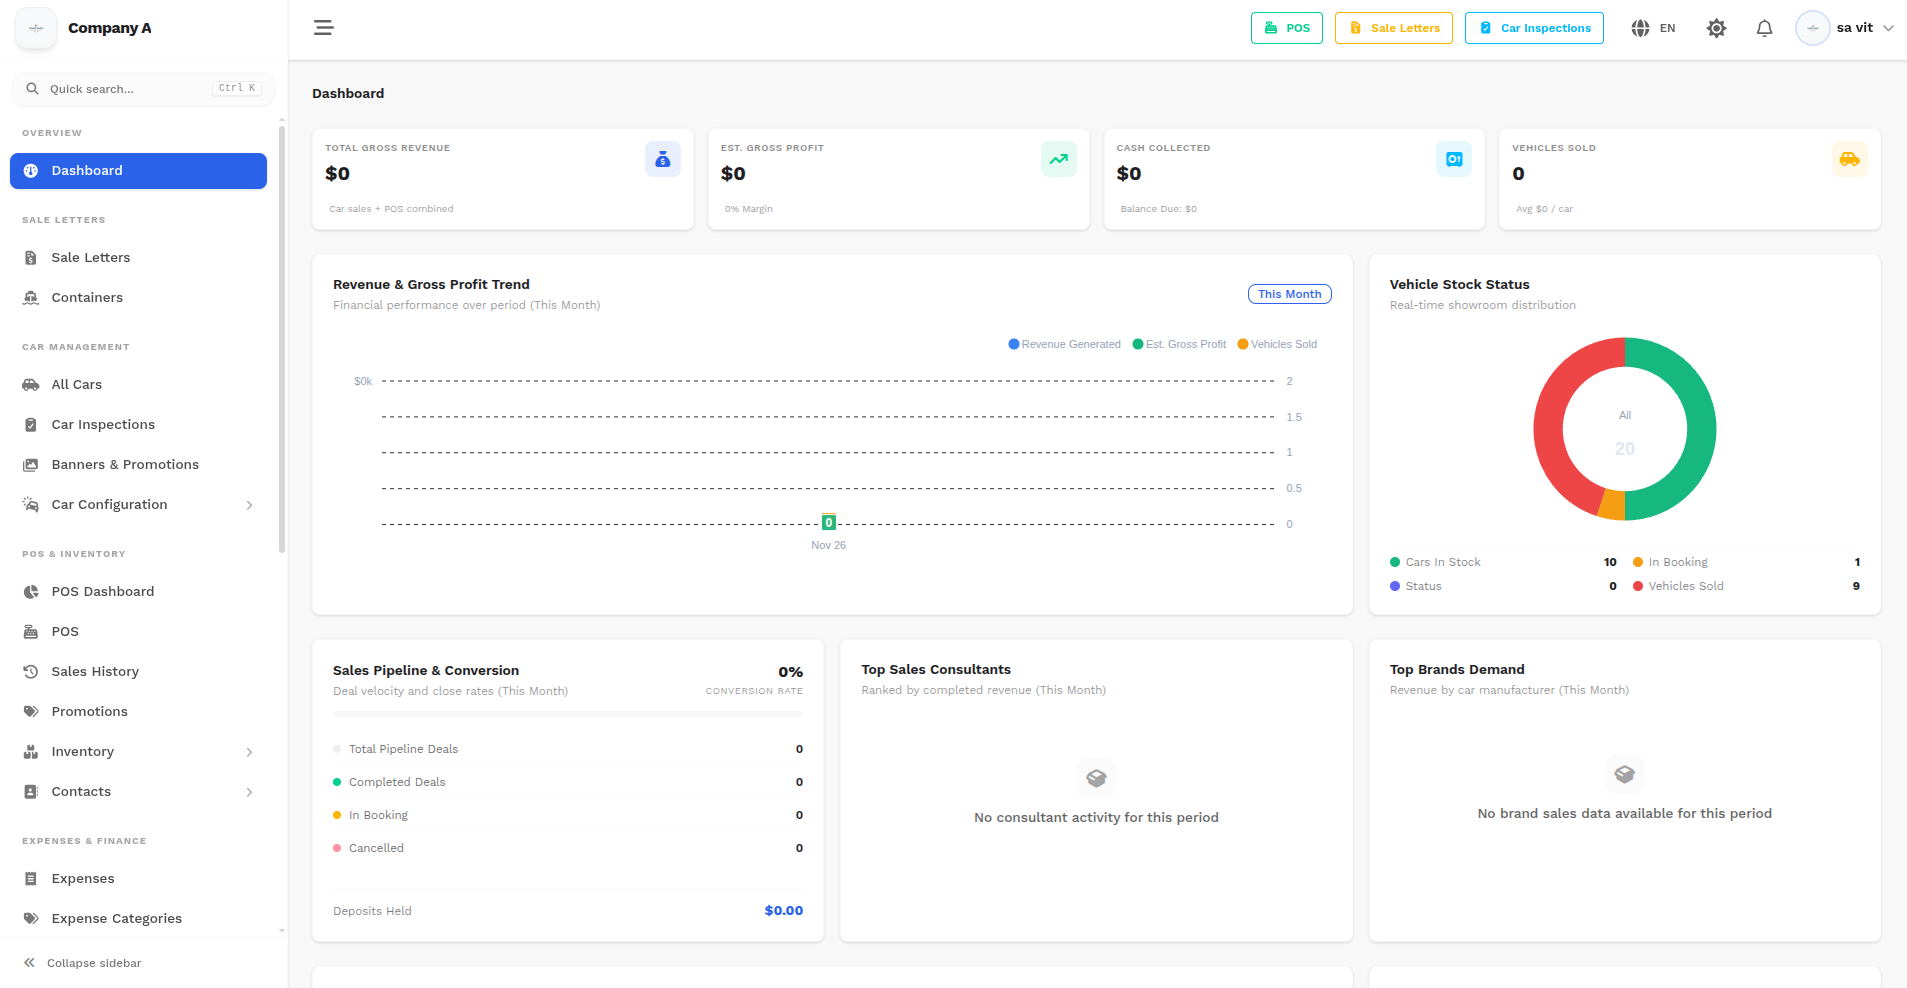 Company A
Quick search...
Ctrl K
OVERVIEW
Dashboard
SALE LETTERS
Sale Letters
Containers
CAR MANAGEMENT
All Cars
Car Inspections
Banners & Promotions
Car Configuration
POS & INVENTORY
POS Dashboard
POS
Sales History
Promotions
Inventory
Contacts
EXPENSES & FINANCE
Expenses
Expense Categories
Collapse sidebar
POS
Sale Letters
Car Inspections
EN
sa vit
Dashboard
TOTAL GROSS REVENUE
$0
Car sales + POS combined
EST. GROSS PROFIT
$0
0% Margin
CASH COLLECTED
$0
Balance Due: $0
VEHICLES SOLD
0
Avg $0 / car
Revenue & Gross Profit Trend
Financial performance over period (This Month)
This Month
Revenue Generated
Est. Gross Profit
Vehicles Sold
$0k
2
1.5
1
0.5
0
0
Nov 26
Vehicle Stock Status
Real-time showroom distribution
All
20
Cars In Stock 10
In Booking 1
Status 0
Vehicles Sold 9
Sales Pipeline & Conversion
0%
Deal velocity and close rates (This Month)
CONVERSION RATE
Total Pipeline Deals 0
Completed Deals 0
In Booking 0
Cancelled 0
Deposits Held $0.00
Top Sales Consultants
Ranked by completed revenue (This Month)
No consultant activity for this period
Top Brands Demand
Revenue by car manufacturer (This Month)
No brand sales data available for this period